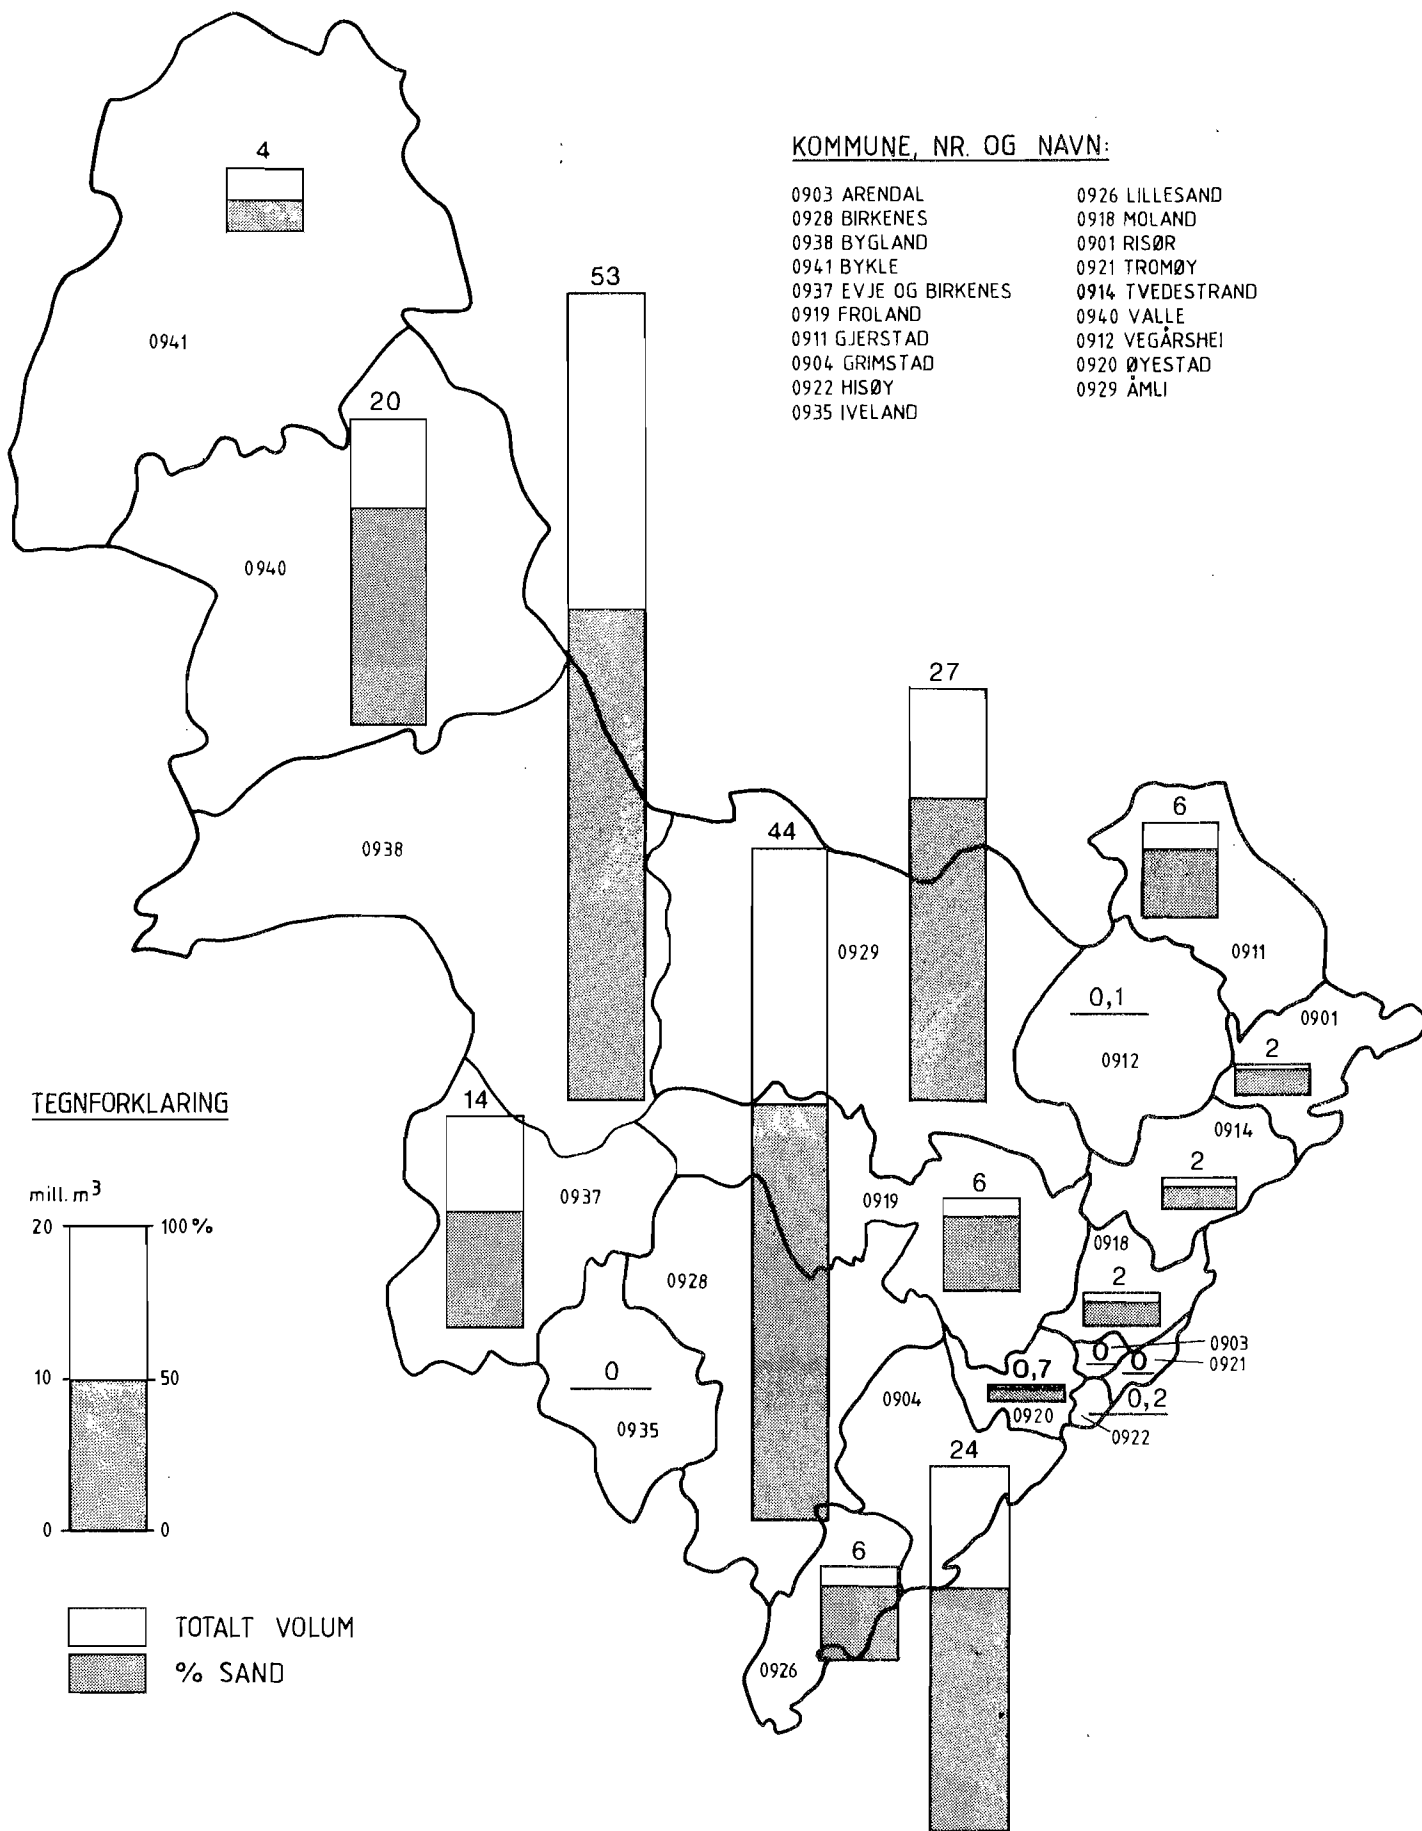 KOMMUNE, NR. OG NAVN:
0903 ARENDAL
0928 BIRKENES
0938 BYGLAND
0941 BYKLE
0937 EVJE OG BIRKENES
0919 FROLAND
0911 GJERSTAD
0904 GRIMSTAD
0922 HISØY
0935 IVELAND
0926 LILLESAND
0918 MOLAND
0901 RISØR
0921 TROMØY
0914 TVEDESTRAND
0940 VALLE
0912 VEGÅRSHEI
0920 ØYESTAD
0929 ÅMLI
4
0941
53
20
0940
27
6
44
0938
0929
0911
0,1
0901
0912
2
TEGNFORKLARING
14
0914
2
mill. m³
0937
0919
6
20
100 %
0918
0928
2
0903
0
0
0921
10
50
0
0,7
0904
0,2
0920
0922
0935
24
0
0
6
TOTALT VOLUM
% SAND
0926